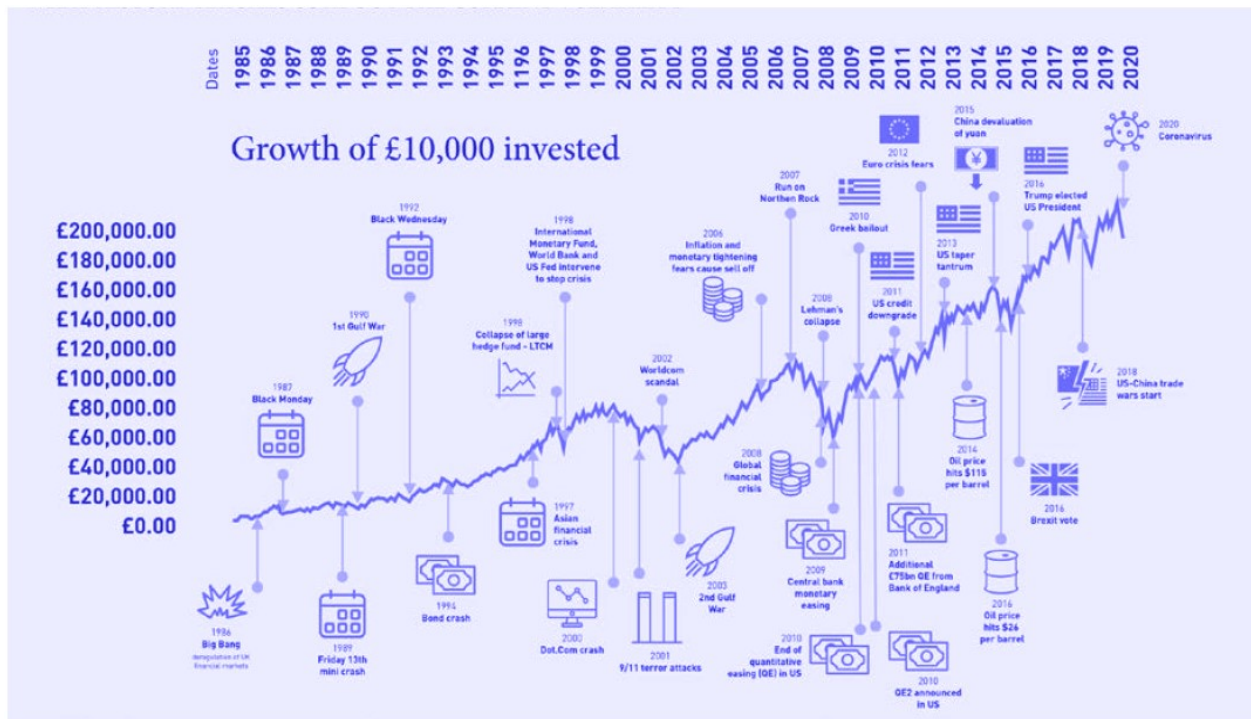 Dates
1985
1986
1987
1988
1989
1990
1991
1992
1993
1994
1995
1196
1996
1998
1999
2000
2001
2002
2003
2004
2005
2006
2007
2008
2009
2010
2011
2012
2013
2014
2015
2016
2017
2018
2019
2020
Growth of £10,000 invested
£200,000.00
£180,000.00
£160,000.00
£140,000.00
£120,000.00
£100,000.00
£80,000.00
£60,000.00
£40,000.00
£20,000.00
£0.00
1986
Big Bang
deregulation of UK
financial markets
1987
Black Monday
1989
Friday 13th
mini crash
1990
1st Gulf War
1992
Black Wednesday
1994
Bond crash
1997
Asian
financial
crisis
1998
Collapse of large
hedge fund - LTCM
1998
International
Monetary Fund,
World Bank and
US Fed intervene
to stop crisis
2000
Dot.Com crash
2001
9/11 terror attacks
2002
Worldcom
scandal
2003
2nd Gulf
War
2006
Inflation and
monetary tightening
fears cause sell off
2007
Run on
Northen Rock
2008
Global
financial
crisis
2008
Lehman's
collapse
2009
Central bank
monetary
easing
2010
Greek bailout
2010
End of
quantitative
easing (QE) in US
2010
QE2 announced
in US
2011
US credit
downgrade
2011
Additional
£75bn QE from
Bank of England
2012
Euro crisis fears
2013
US taper
tantrum
2014
Oil price
hits $115
per barrel
2015
China devaluation
of yuan
¥
2016
Oil price
hits $26
per barrel
2016
Brexit vote
2016
Trump elected
US President
2018
US-China trade
wars start
2020
Coronavirus